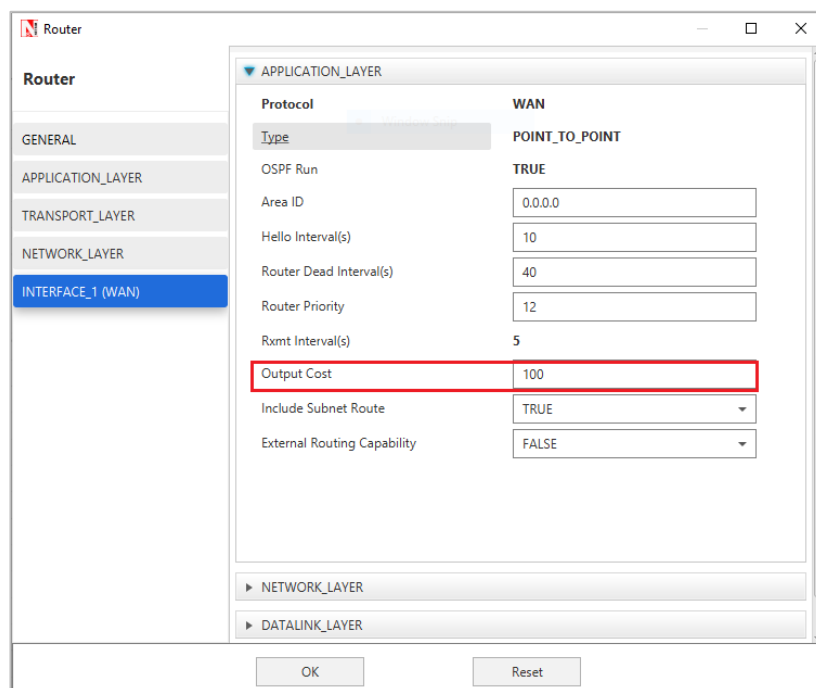 Router
Router
GENERAL
APPLICATION_LAYER
TRANSPORT_LAYER
NETWORK_LAYER
INTERFACE_1 (WAN)
APPLICATION_LAYER
Protocol WAN
Type POINT_TO_POINT
OSPF Run TRUE
Area ID 0.0.0.0
Hello Interval(s) 10
Router Dead Interval(s) 40
Router Priority 12
Rxmt Interval(s) 5
Output Cost 100
Include Subnet Route TRUE
External Routing Capability FALSE
NETWORK_LAYER
DATALINK_LAYER
OK Reset